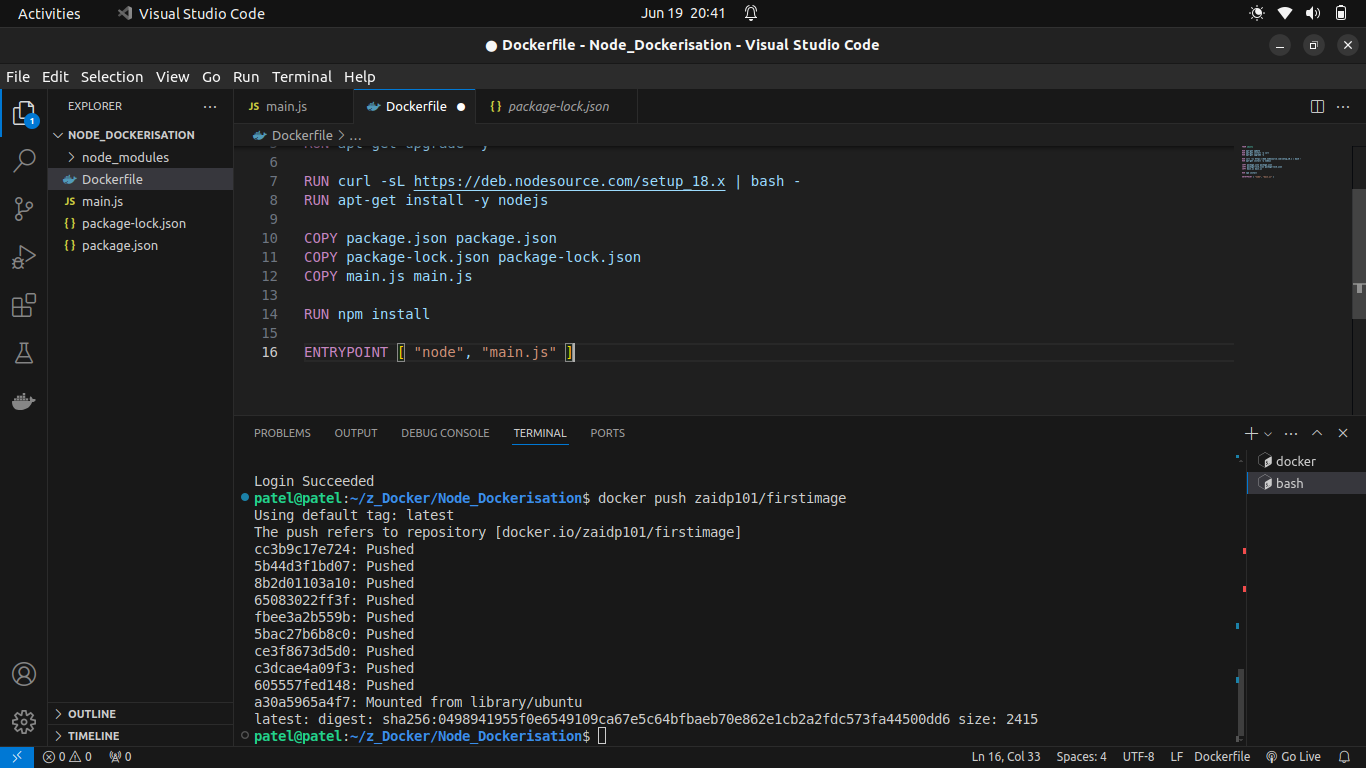 Activities Visual Studio Code Jun 19 20:41
Dockerfile - Node_Dockerisation - Visual Studio Code
File Edit Selection View Go Run Terminal Help
EXPLORER
NODE_DOCKERISATION
node_modules
Dockerfile
main.js
package-lock.json
package.json
OUTLINE
TIMELINE
1
JS main.js Dockerfile {} package-lock.json
Dockerfile > ...
6
7 RUN curl -sL https://deb.nodesource.com/setup_18.x | bash -
8 RUN apt-get install -y nodejs
9
10 COPY package.json package.json
11 COPY package-lock.json package-lock.json
12 COPY main.js main.js
13
14 RUN npm install
15
16 ENTRYPOINT [ "node", "main.js" ]
PROBLEMS OUTPUT DEBUG CONSOLE TERMINAL PORTS
docker
bash
Login Succeeded
patel@patel:~/z_Docker/Node_Dockerisation$ docker push zaidp101/firstimage
Using default tag: latest
The push refers to repository [docker.io/zaidp101/firstimage]
cc3b9c17e724: Pushed
5b44d3f1bd07: Pushed
8b2d01103a10: Pushed
65083022ff3f: Pushed
fbee3a2b559b: Pushed
5bac27b6b8c0: Pushed
ce3f8673d5d0: Pushed
c3dcae4a09f3: Pushed
605557fed148: Pushed
a30a5965a4f7: Mounted from library/ubuntu
latest: digest: sha256:0498941955f0e6549109ca67e5c64bfbaeb70e862e1cb2a2fdc573fa44500dd6 size: 2415
patel@patel:~/z_Docker/Node_Dockerisation$
0 0 0 Ln 16, Col 33 Spaces: 4 UTF-8 LF Dockerfile Go Live